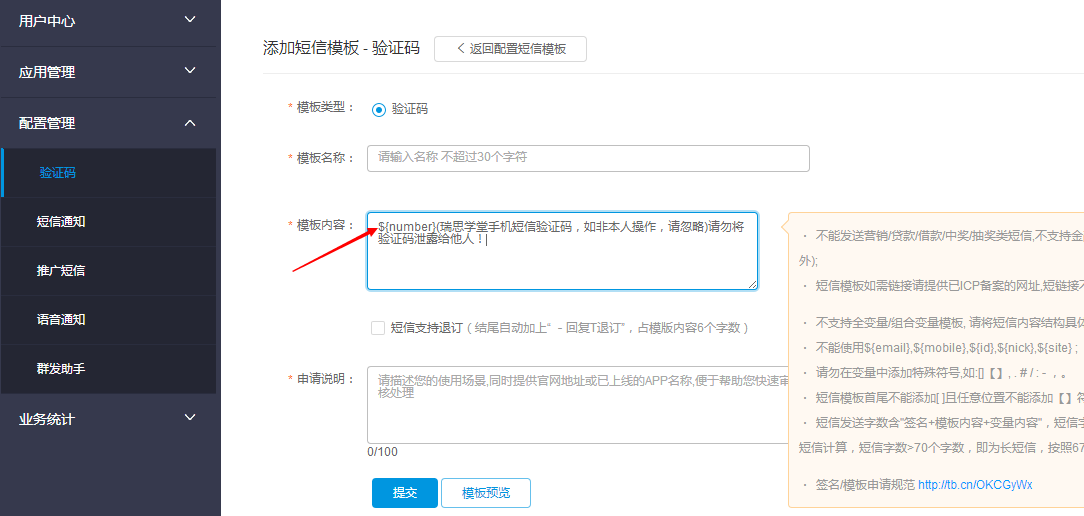 用户中心
应用管理
配置管理
验证码
短信通知
推广短信
语音通知
群发助手
业务统计
添加短信模板 - 验证码
返回配置短信模板
* 模板类型：
验证码
* 模板名称：
请输入名称 不超过30个字符
* 模板内容：
${number}(瑞思学堂手机短信验证码，如非本人操作，请忽略)请勿将
验证码泄露给他人！
短信支持退订（结尾自动加上“ - 回复T退订”，占模版内容6个字数）
* 申请说明：
请描述您的使用场景,同时提供官网地址或已上线的APP名称,便于帮助您快速审
核处理
0/100
提交
模板预览
· 不能发送营销/贷款/借款/中奖/抽奖类短信,不支持金
外);
· 短信模板如需链接请提供已ICP备案的网址,短链接不
· 不支持全变量/组合变量模板, 请将短信内容结构具体
· 不能使用${email},${mobile},${id},${nick},${site} ;
· 请勿在变量中添加特殊符号,如:[]【】, . # / : - ，。
· 短信模板首尾不能添加[ ]且任意位置不能添加【】符
· 短信发送字数含"签名+模板内容+变量内容"，短信字
短信计算，短信字数>70个字数，即为长短信，按照67
· 签名/模板申请规范 http://tb.cn/OKCGyWx